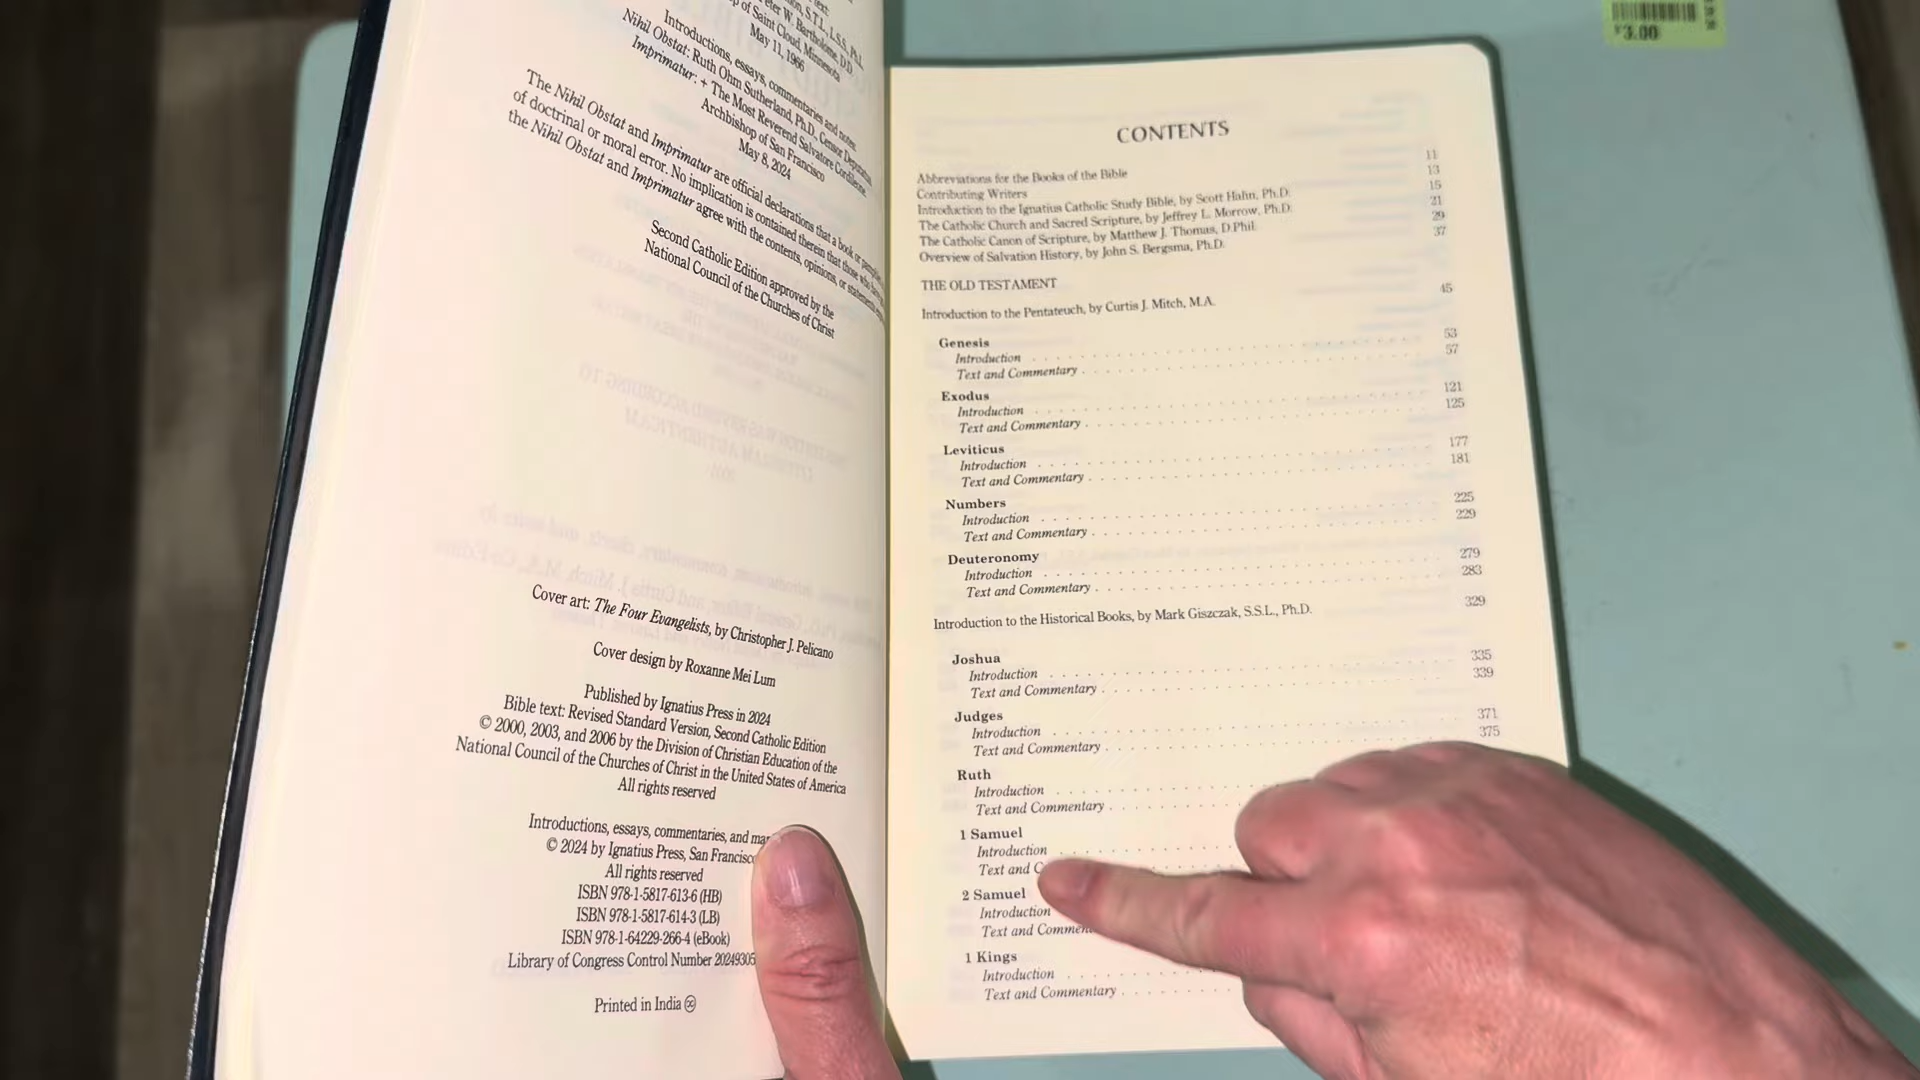 May 11, 1966
Introductions, essays, commentaries and notes:
Nihil Obstat: Ruth Ohm Sutherland, Ph.D., Censor Deputatus
Imprimatur: + The Most Reverend Salvatore Cordileone
Archbishop of San Francisco
May 8, 2024
The Nihil Obstat and Imprimatur are official declarations that a book or pamphlet
of doctrinal or moral error. No implication is contained therein that those who have
the Nihil Obstat and Imprimatur agree with the contents, opinions, or statements
Second Catholic Edition approved by the
National Council of the Churches of Christ
Cover art: The Four Evangelists, by Christopher J. Pelicano
Cover design by Roxanne Mei Lum
Published by Ignatius Press in 2024
Bible text: Revised Standard Version, Second Catholic Edition
© 2000, 2003, and 2006 by the Division of Christian Education of the
National Council of the Churches of Christ in the United States of America
All rights reserved
Introductions, essays, commentaries, and
© 2024 by Ignatius Press, San Francisco
All rights reserved
ISBN 978-1-5817-613-6 (HB)
ISBN 978-1-5817-614-3 (LB)
ISBN 978-1-64229-266-4 (eBook)
Library of Congress Control Number 20249305
Printed in India
CONTENTS
Abbreviations for the Books of the Bible 11
Contributing Writers 13
Introduction to the Ignatius Catholic Study Bible, by Scott Hahn, Ph.D. 15
The Catholic Church and Sacred Scripture, by Jeffrey L. Morrow, Ph.D. 21
The Catholic Canon of Scripture, by Matthew J. Thomas, D.Phil. 29
Overview of Salvation History, by John S. Bergsma, Ph.D. 37
THE OLD TESTAMENT
Introduction to the Pentateuch, by Curtis J. Mitch, M.A. 45
Genesis
Introduction 53
Text and Commentary 57
Exodus
Introduction 121
Text and Commentary 125
Leviticus
Introduction 177
Text and Commentary 181
Numbers
Introduction 225
Text and Commentary 229
Deuteronomy
Introduction 279
Text and Commentary 283
Introduction to the Historical Books, by Mark Giszczak, S.S.L., Ph.D. 329
Joshua
Introduction 335
Text and Commentary 339
Judges
Introduction 371
Text and Commentary 375
Ruth
Introduction
Text and Commentary
1 Samuel
Introduction
Text and
2 Samuel
Introduction
Text and
1 Kings
Introduction
Text and Commentary
3.00